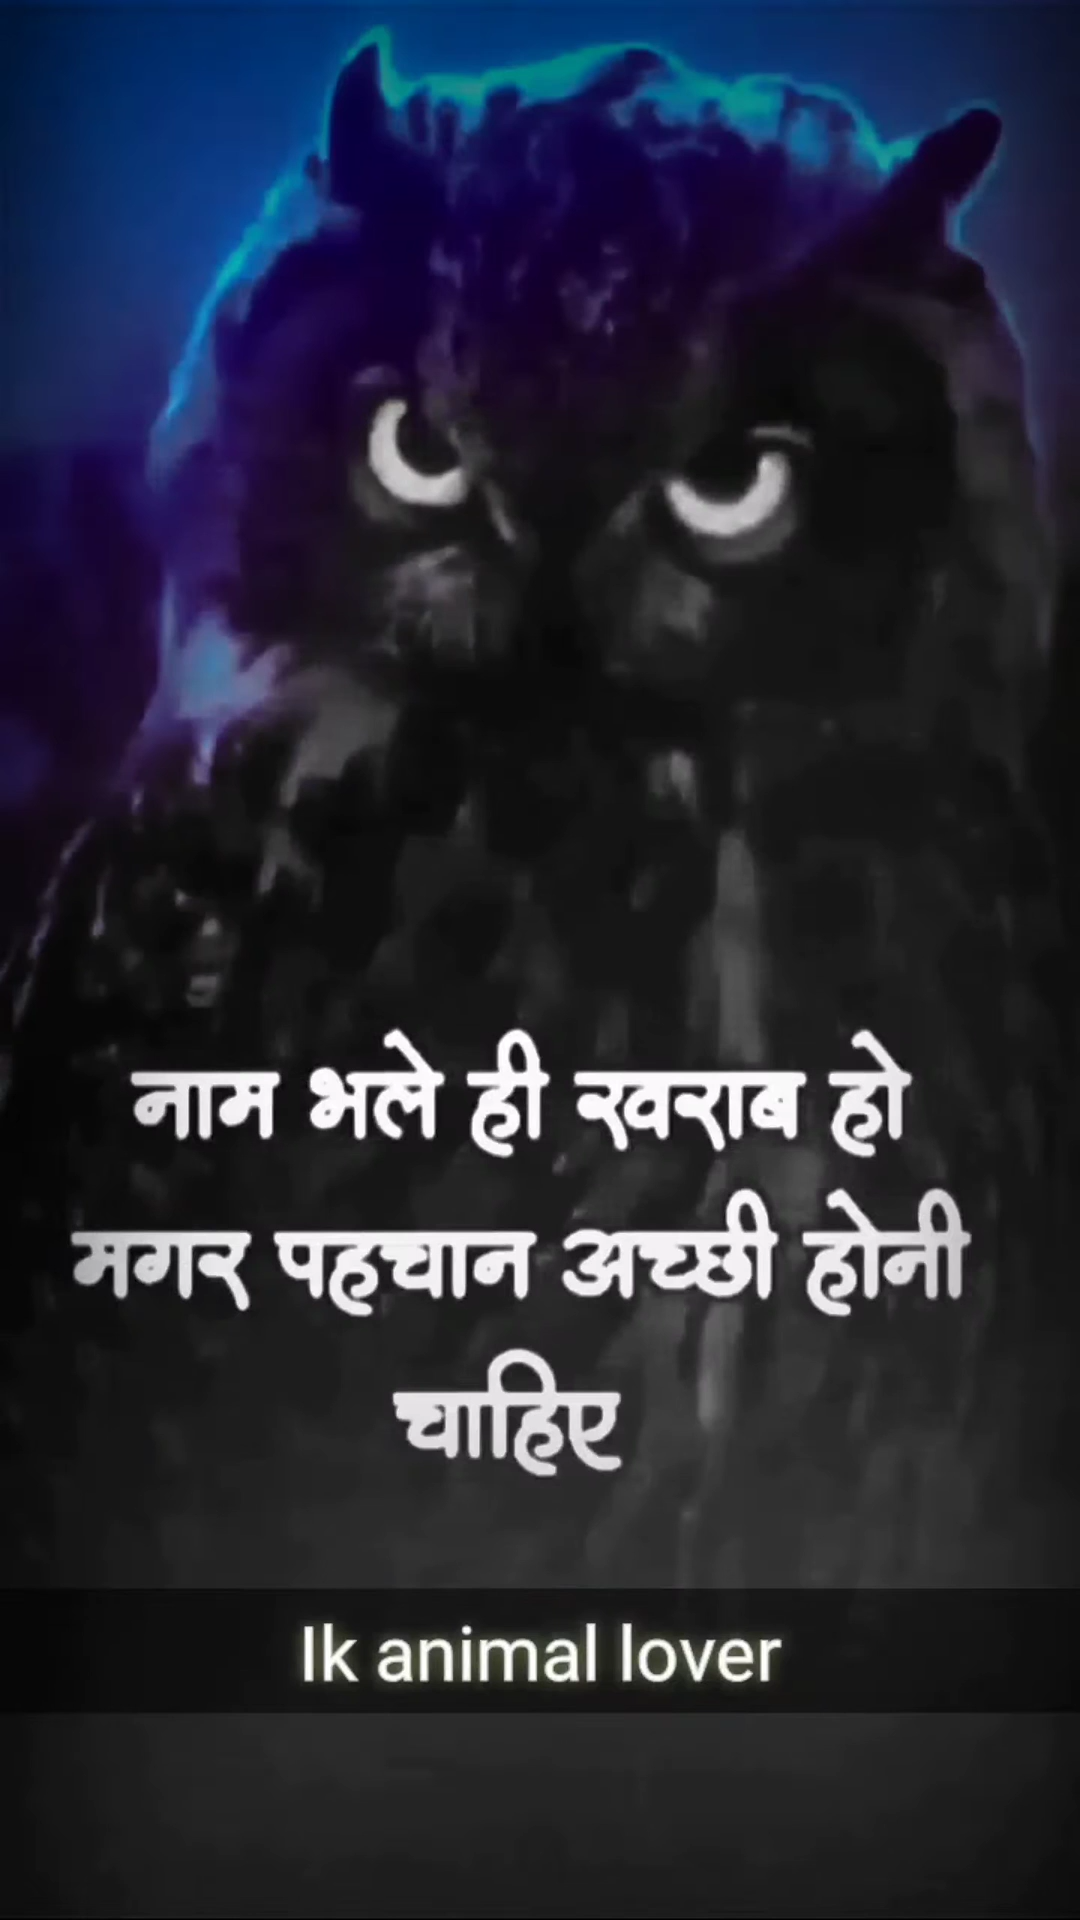 नाम भले ही खराब हो
मगर पहचान अच्छी होनी
चाहिए
Ik animal lover